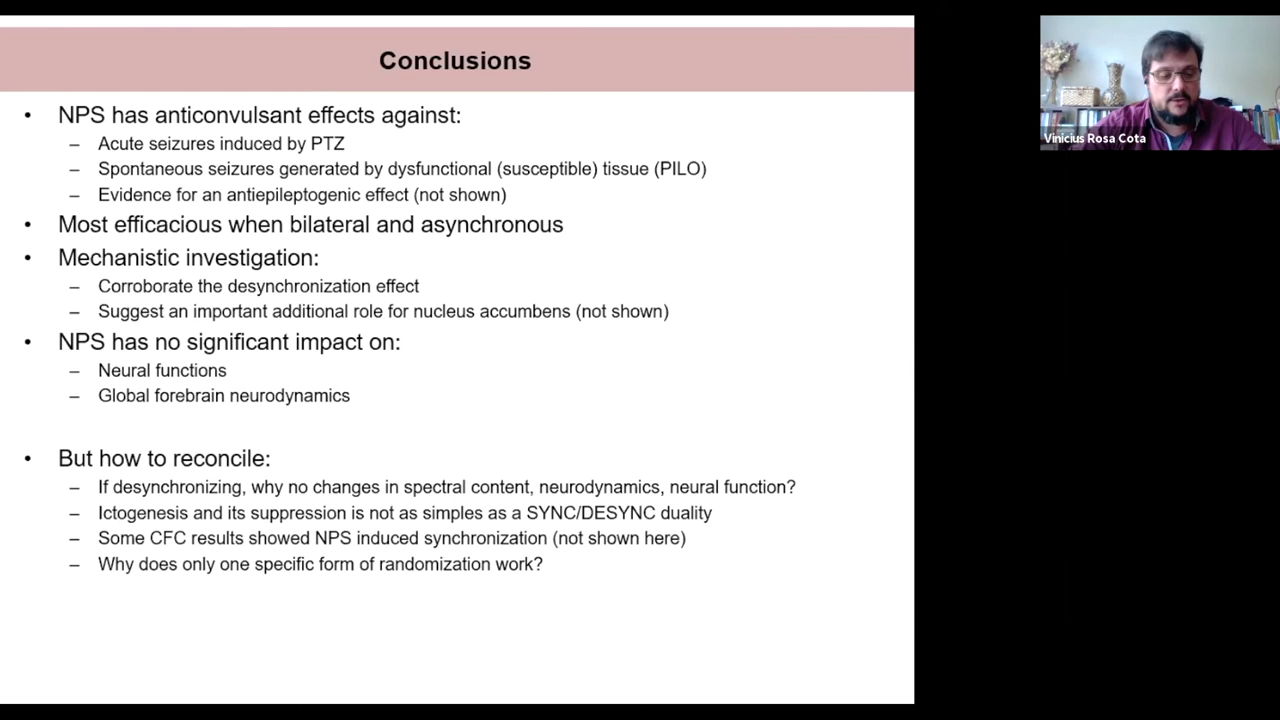 Conclusions
• NPS has anticonvulsant effects against:
– Acute seizures induced by PTZ
– Spontaneous seizures generated by dysfunctional (susceptible) tissue (PILO)
– Evidence for an antiepileptogenic effect (not shown)
• Most efficacious when bilateral and asynchronous
• Mechanistic investigation:
– Corroborate the desynchronization effect
– Suggest an important additional role for nucleus accumbens (not shown)
• NPS has no significant impact on:
– Neural functions
– Global forebrain neurodynamics
• But how to reconcile:
– If desynchronizing, why no changes in spectral content, neurodynamics, neural function?
– Ictogenesis and its suppression is not as simples as a SYNC/DESYNC duality
– Some CFC results showed NPS induced synchronization (not shown here)
– Why does only one specific form of randomization work?
Vinicius Rosa Cota